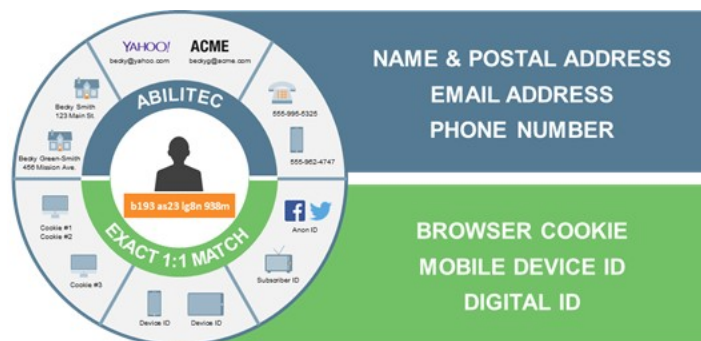 YAHOO!
becky@yahoo.com
ACME
beckyg@acme.com
Becky Smith
123 Main St.
Becky Green-Smith
456 Mission Ave.
555-995-5325
555-962-4747
ABILITEC
b193 as23 lg8n 938m
EXACT 1:1 MATCH
Cookie #1
Cookie #2
Cookie #3
Device ID
Device ID
Subscriber ID
Anon ID
NAME & POSTAL ADDRESS
EMAIL ADDRESS
PHONE NUMBER
BROWSER COOKIE
MOBILE DEVICE ID
DIGITAL ID